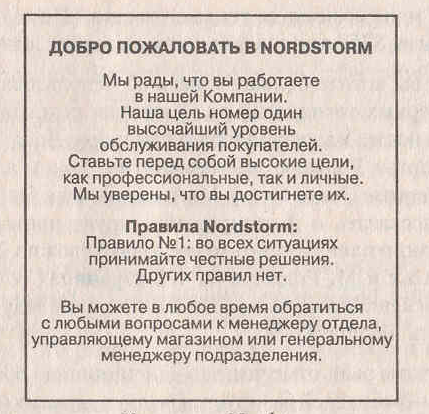 ДОБРО ПОЖАЛОВАТЬ В NORDSTORM
Мы рады, что вы работаете
в нашей Компании.
Наша цель номер один
высочайший уровень
обслуживания покупателей.
Ставьте перед собой высокие цели,
как профессиональные, так и личные.
Мы уверены, что вы достигнете их.
Правила Nordstorm:
Правило №1: во всех ситуациях
принимайте честные решения.
Других правил нет.
Вы можете в любое время обратиться
с любыми вопросами к менеджеру отдела,
управляющему магазином или генеральному
менеджеру подразделения.